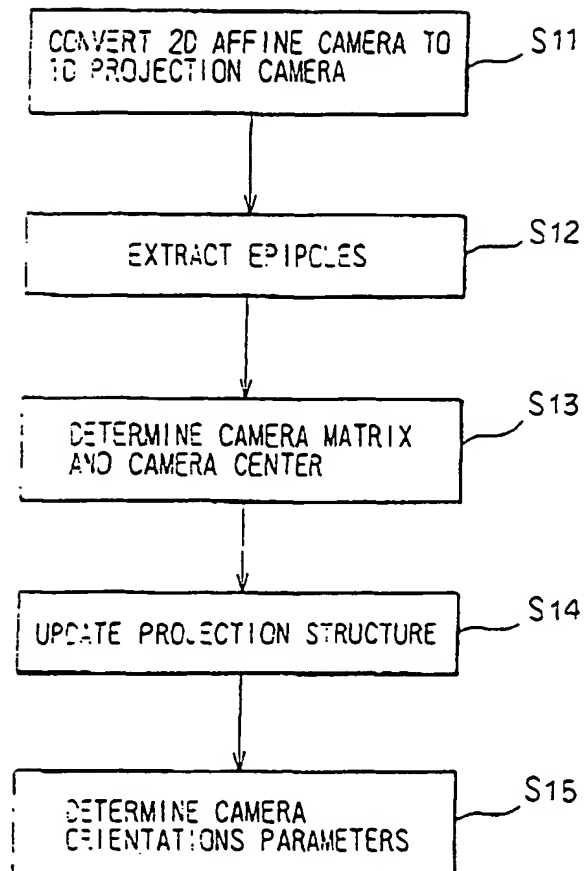 CONVERT 2D AFFINE CAMERA TO
1D PROJECTION CAMERA
S11
EXTRACT EPIPOLES
S12
DETERMINE CAMERA MATRIX
AND CAMERA CENTER
S13
UPDATE PROJECTION STRUCTURE
S14
DETERMINE CAMERA
ORIENTATIONS PARAMETERS
S15